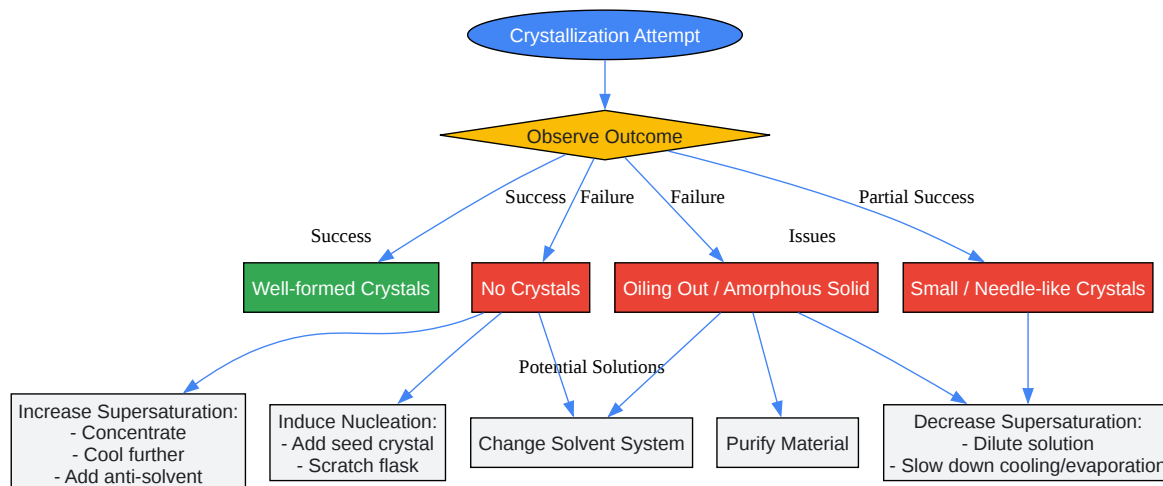 Crystallization Attempt
Observe Outcome
Success
Failure
Failure
Partial Success
Success
Issues
Well-formed Crystals
No Crystals
Oiling Out / Amorphous Solid
Small / Needle-like Crystals
Potential Solutions
Increase Supersaturation:
- Concentrate
- Cool further
- Add anti-solvent
Induce Nucleation:
- Add seed crystal
- Scratch flask
Change Solvent System
Purify Material
Decrease Supersaturation:
- Dilute solution
- Slow down cooling/evaporation